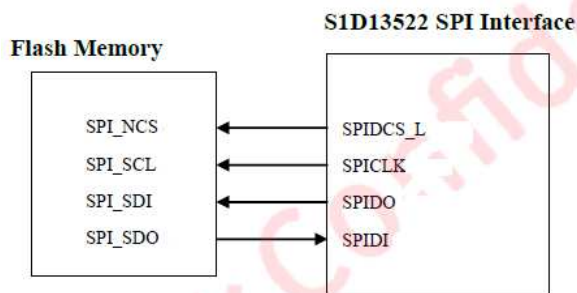 S1D13522 SPI Interface
Flash Memory
SPI_NCS SPIDCS_L
SPI_SCL SPICLK
SPI_SDI SPIDO
SPI_SDO SPIDI